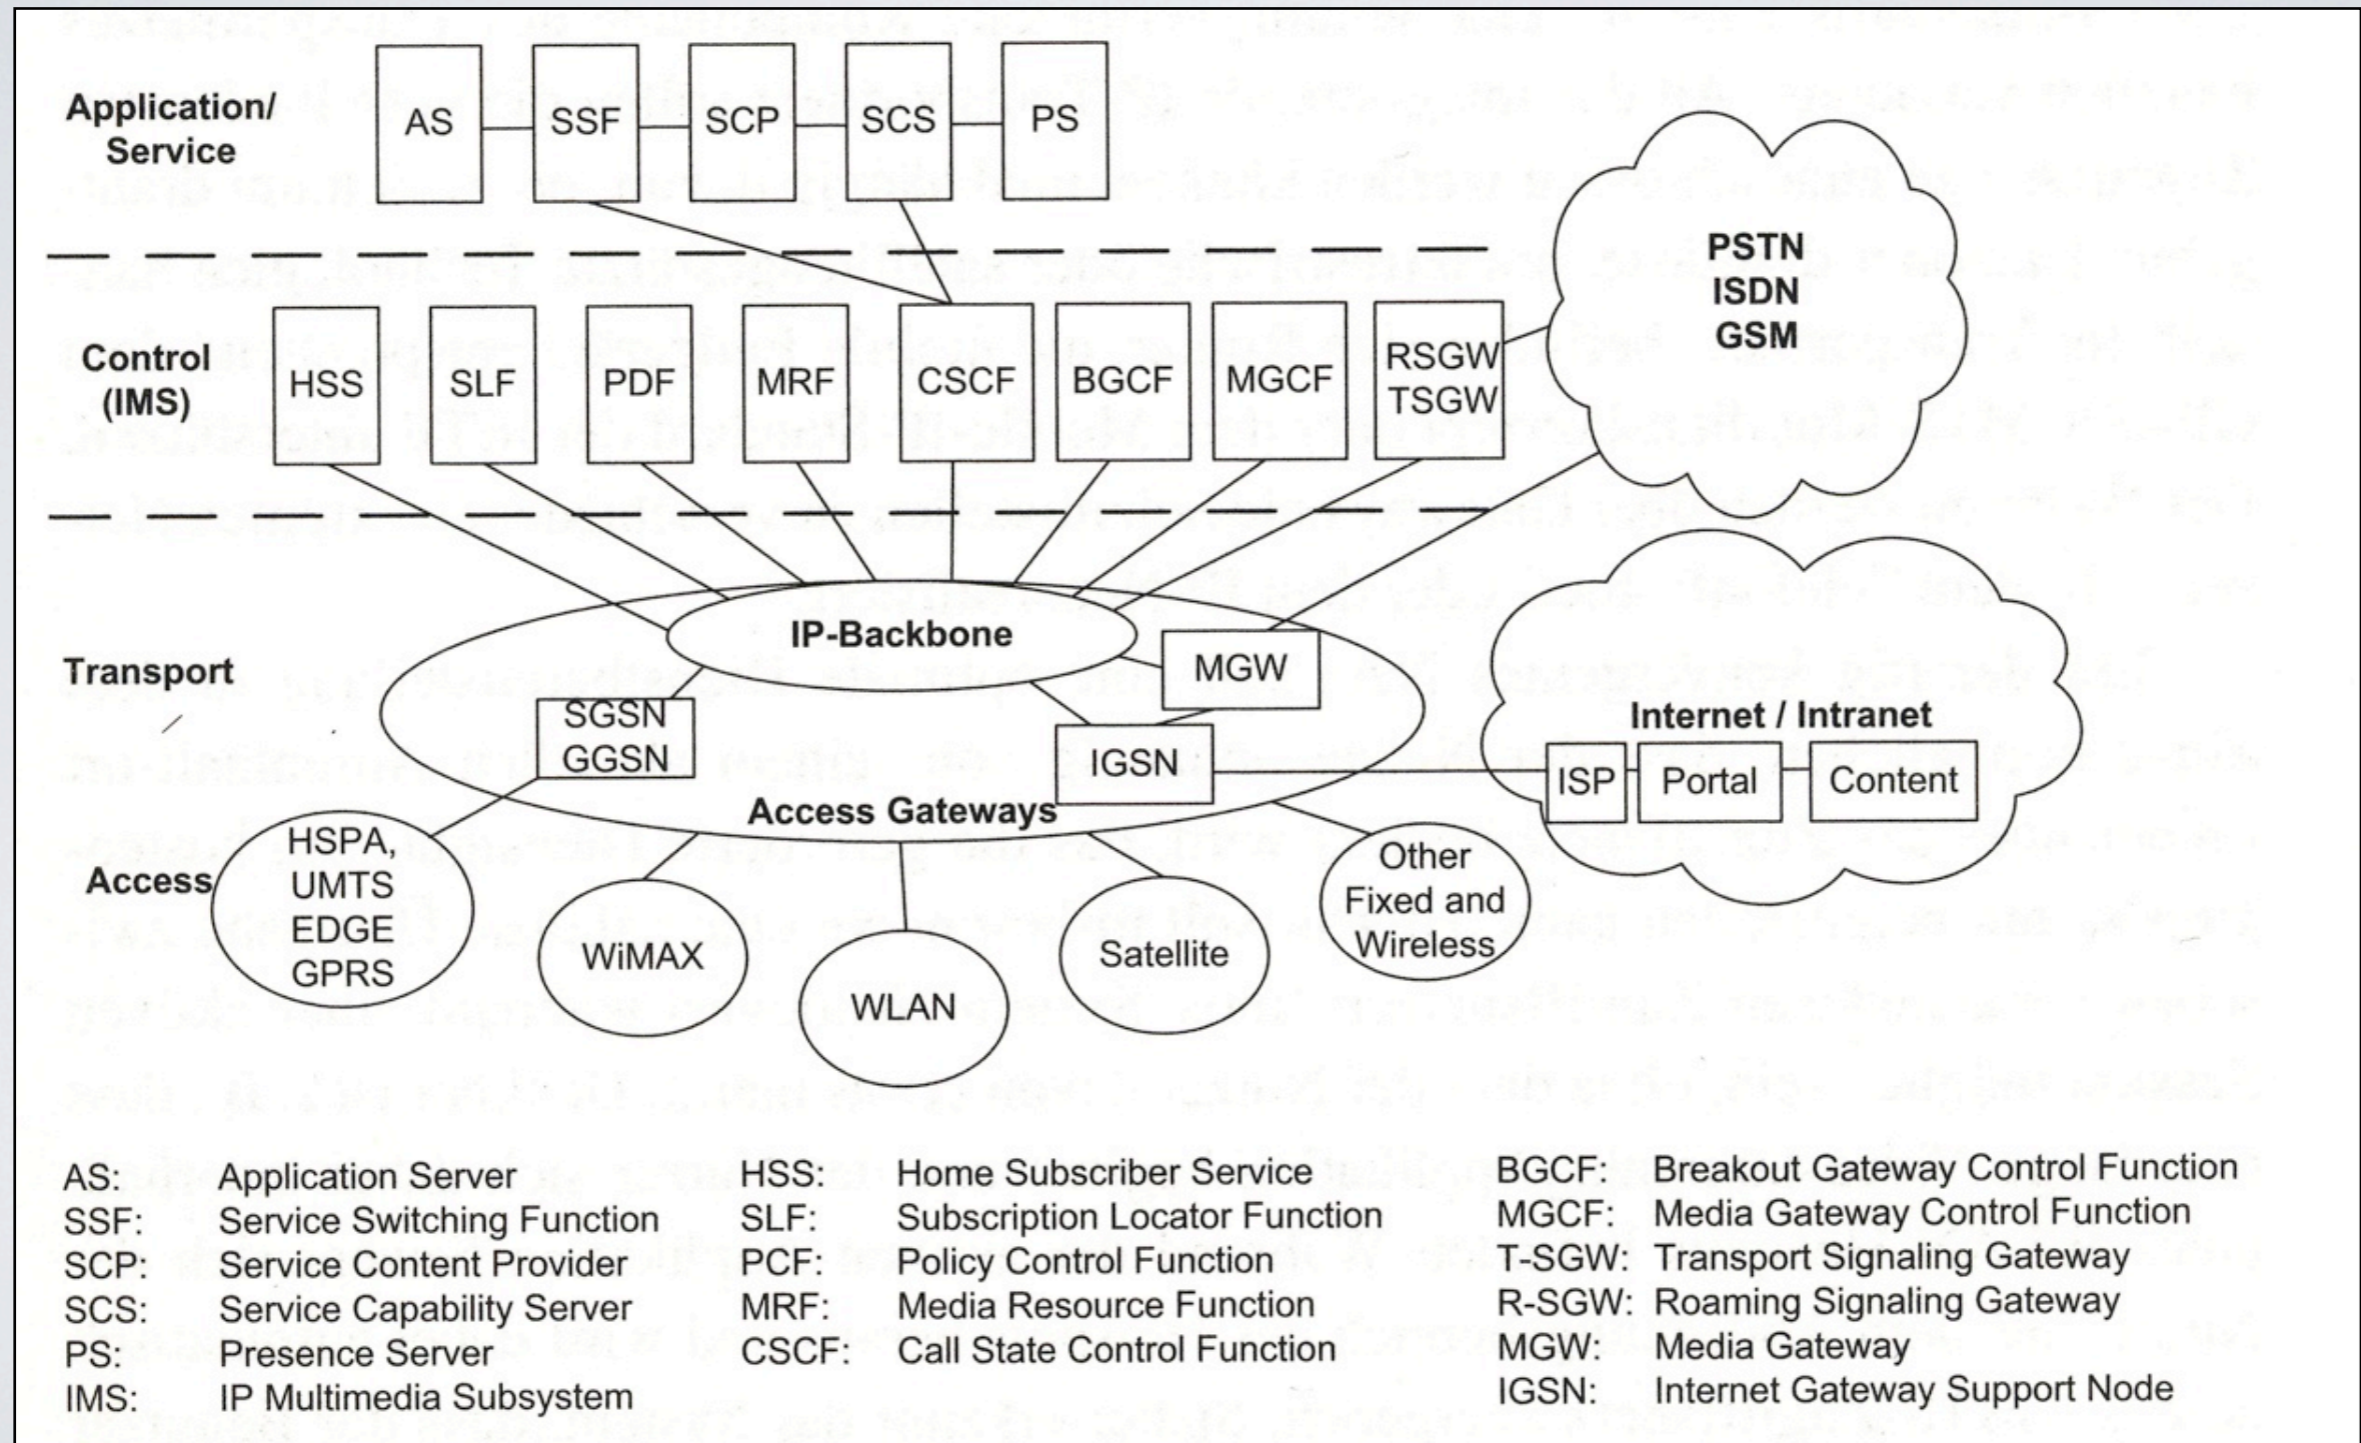 Application/
Service
AS
SSF
SCP
SCS
PS
PSTN
ISDN
GSM
Control
(IMS)
HSS
SLF
PDF
MRF
CSCF
BGCF
MGCF
RSGW
TSGW
Transport
IP-Backbone
MGW
SGSN
GGSN
IGSN
Access Gateways
Internet / Intranet
ISP
Portal
Content
Access
HSPA,
UMTS
EDGE
GPRS
WiMAX
WLAN
Satellite
Other
Fixed and
Wireless
AS: Application Server
SSF: Service Switching Function
SCP: Service Content Provider
SCS: Service Capability Server
PS: Presence Server
IMS: IP Multimedia Subsystem
HSS: Home Subscriber Service
SLF: Subscription Locator Function
PCF: Policy Control Function
MRF: Media Resource Function
CSCF: Call State Control Function
BGCF: Breakout Gateway Control Function
MGCF: Media Gateway Control Function
T-SGW: Transport Signaling Gateway
R-SGW: Roaming Signaling Gateway
MGW: Media Gateway
IGSN: Internet Gateway Support Node